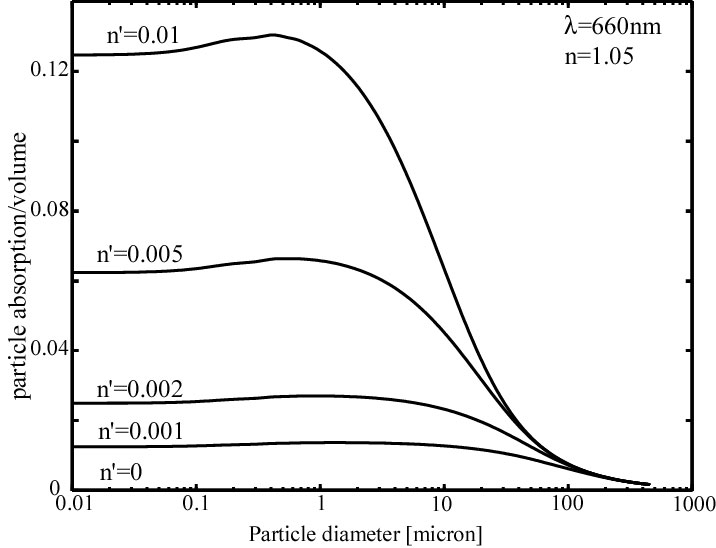 n'=0.01
λ=660nm
n=1.05
0.12
0.08
n'=0.005
0.04
n'=0.002
n'=0.001
n'=0
0
0.01 0.1 1 10 100 1000
Particle diameter [micron]
particle absorption/volume